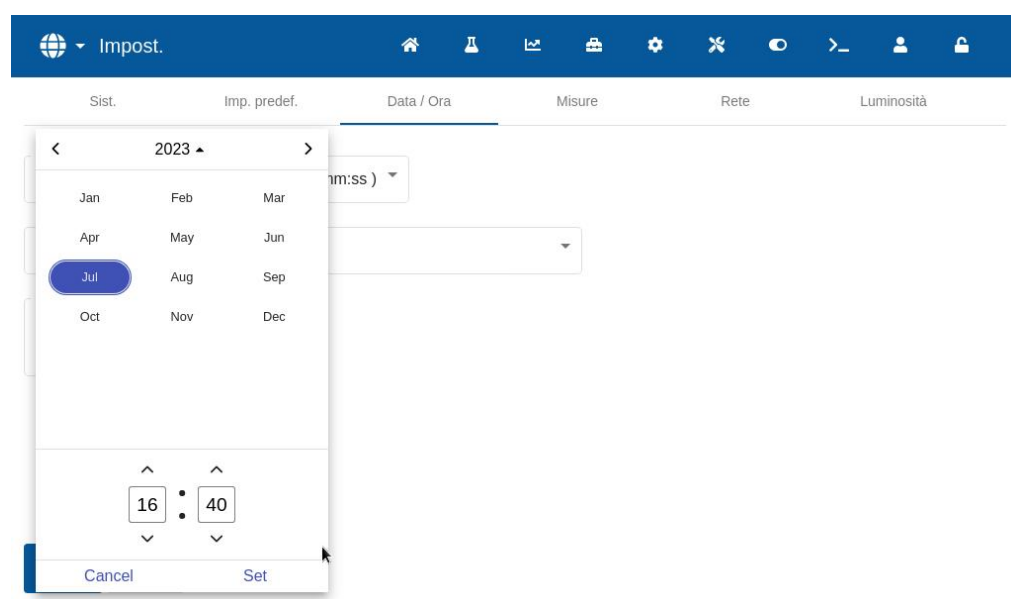 Impost.
Sist. Imp. predef. Data / Ora Misure Rete Luminosità
2023
:ss )
Jan Feb Mar
Apr May Jun
Jul Aug Sep
Oct Nov Dec
16 : 40
Cancel Set